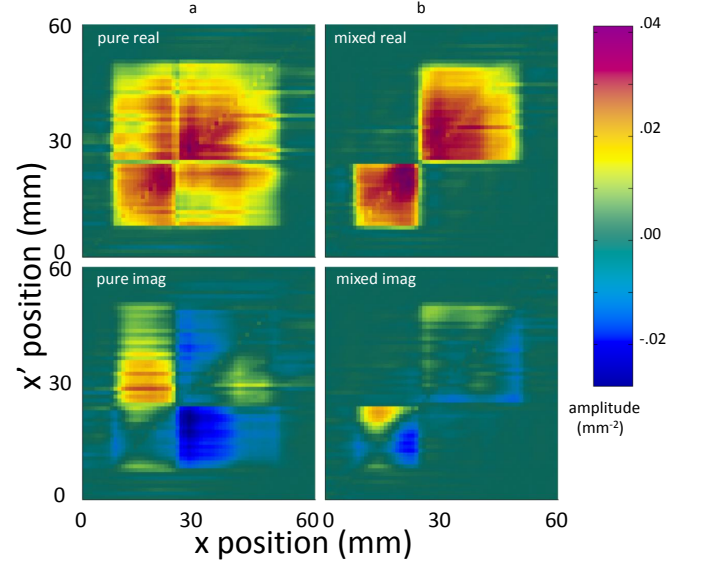 a
b
60
pure real
mixed real
.04
30
.02
0
.00
60
pure imag
mixed imag
-.02
30
amplitude
(mm-2)
0
x' position (mm)
0
30
60
0
30
60
x position (mm)